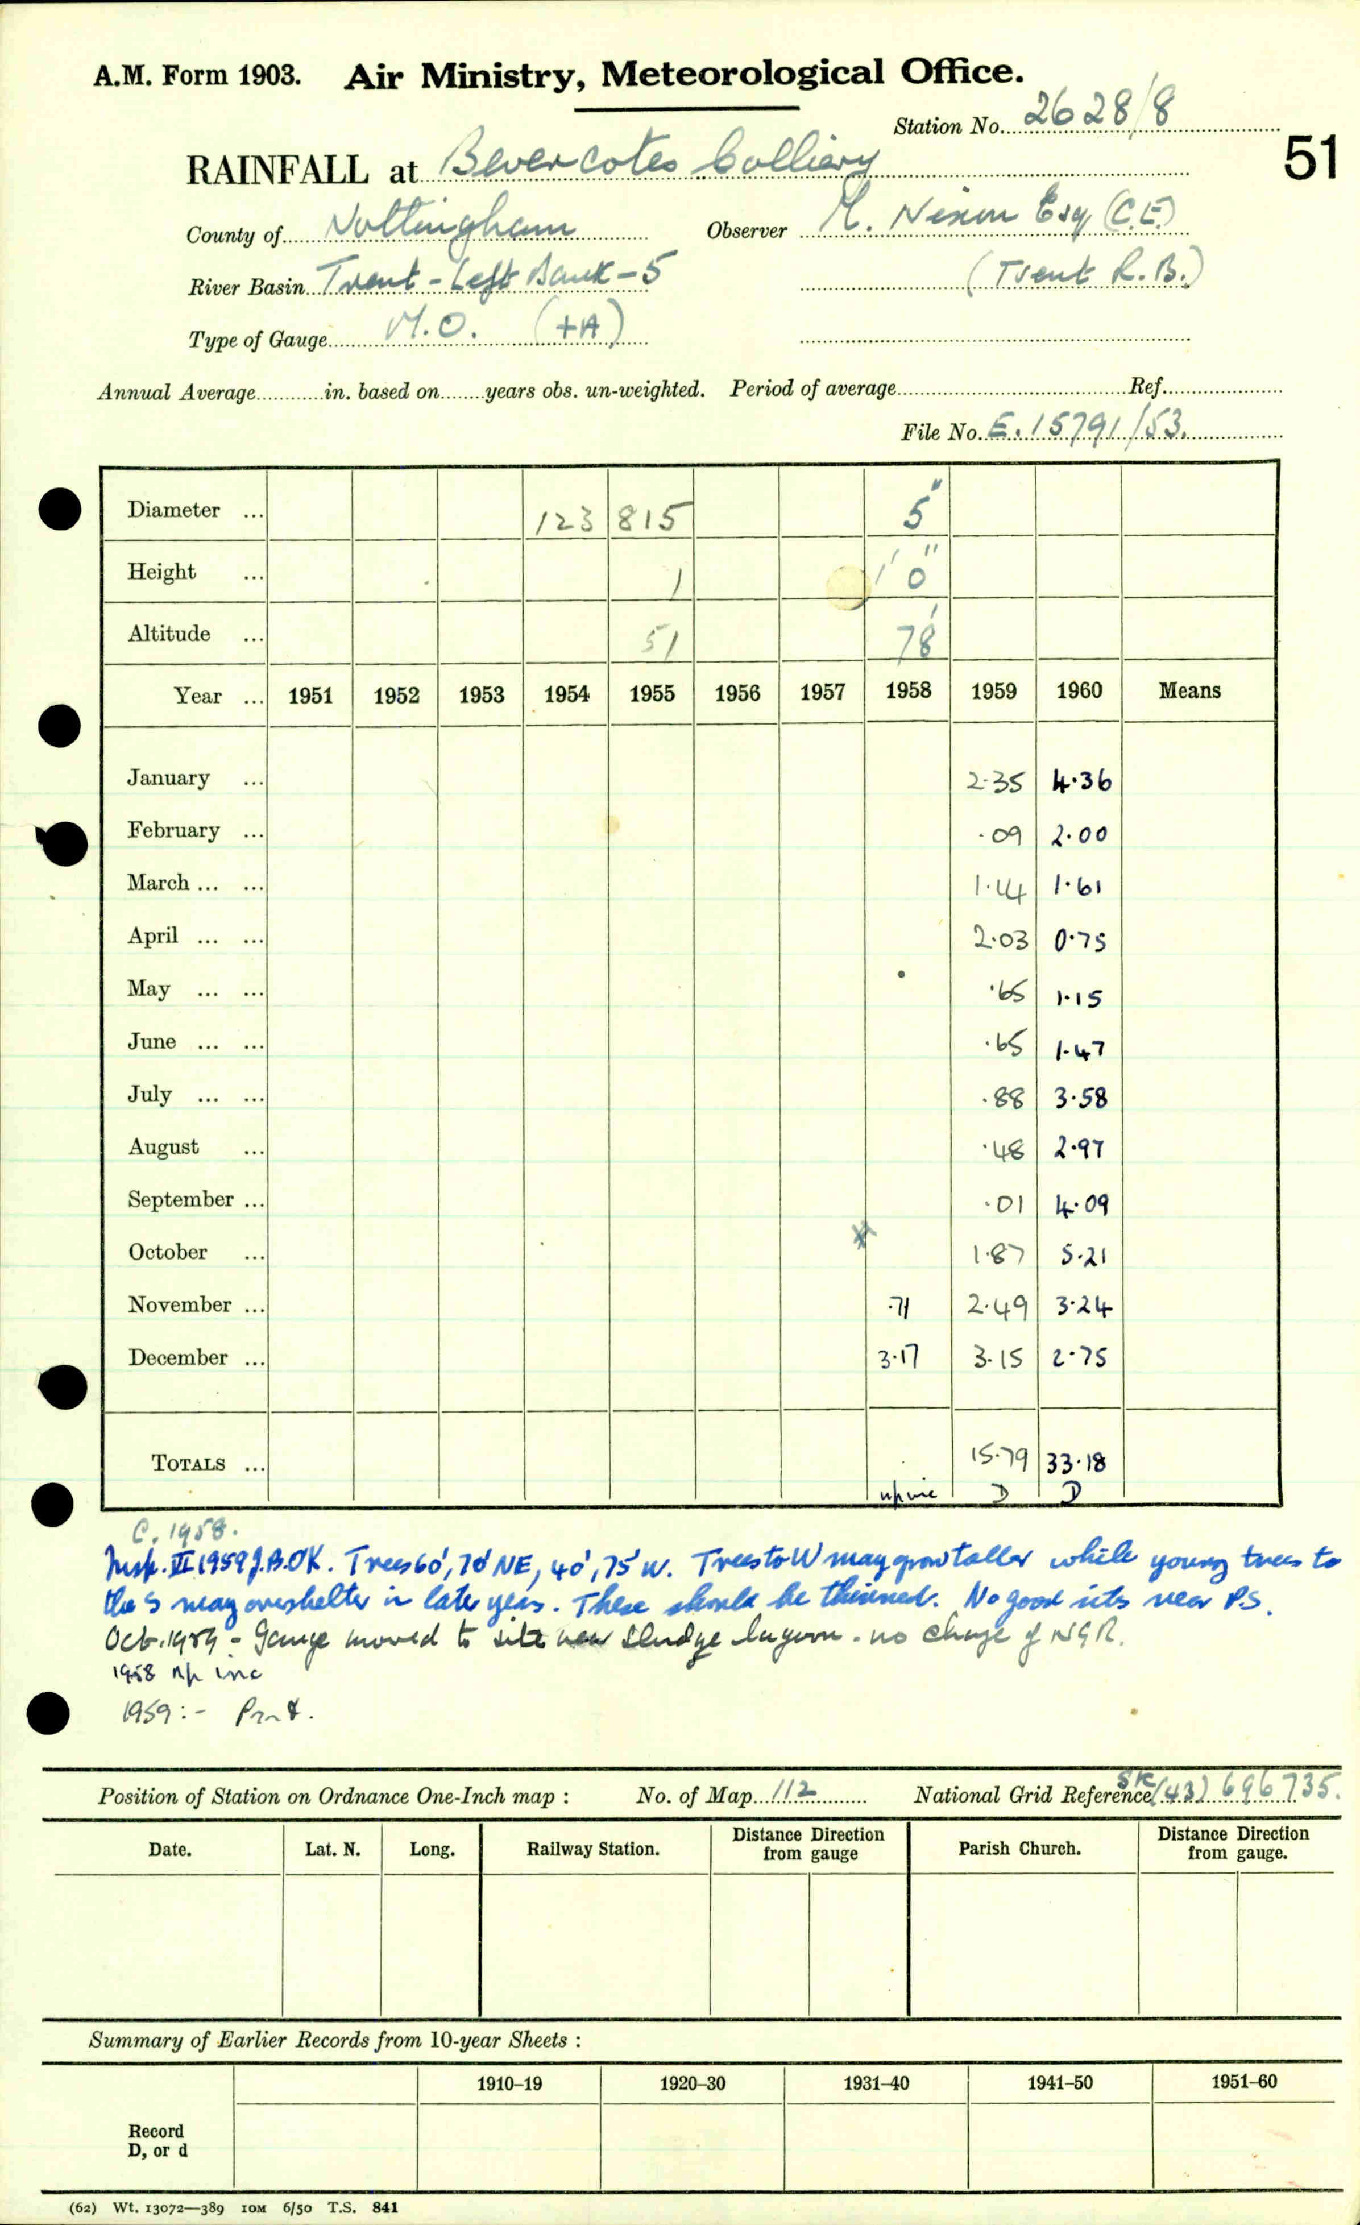 A.M. Form 1903. Air Ministry, Meteorological Office.
Station No. 2628/8
51
RAINFALL at Bevercotes Colliery
County of Nottingham Observer M. Nixon Esq (C.E.)
River Basin Trent - Left Bank - 5 (Trent R.B.)
Type of Gauge M.O. (+A)
Annual Average in. based on years obs. un-weighted. Period of average Ref.
File No. E.15791/53.
Diameter ... 123 815 5"
Height ... 1 1' 0"
Altitude ... 51 78'
Year ... 1951 1952 1953 1954 1955 1956 1957 1958 1959 1960 Means
January ... 2.35 4.36
February ... .09 2.00
March ... ... 1.14 1.61
April ... ... 2.03 0.75
May ... ... .65 1.15
June ... ... .65 1.47
July ... ... .88 3.58
August ... .48 2.97
September ... .01 4.09
October ... 1.87 5.21
November ... .71 2.49 3.24
December ... 3.17 3.15 2.75
TOTALS ... 15.79 33.18
np inc D D
C. 1958.
Insp. VI 1959 J.B. OK. Trees 60', 70' NE, 40', 75' W. Trees to W may grow taller while young trees to
the S may overshelter in later years. These should be thinned. No good sites near P.S.
Oct. 1959 - Gauge moved to site near sludge lagoon - no change of NGR.
1958 np inc
1959 :-
Position of Station on Ordnance One-Inch map : No. of Map 112 National Grid Reference SK (43) 696735.
Date. Lat. N. Long. Railway Station. Distance Direction from gauge Parish Church. Distance Direction from gauge.
Summary of Earlier Records from 10-year Sheets :
1910–19 1920–30 1931–40 1941–50 1951–60
Record
D, or d
(62) Wt. 13072—389 10M 6/50 T.S. 841